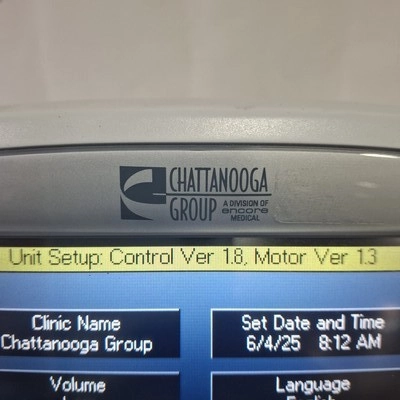 CHATTANOOGA
GROUP
A DIVISION OF
encore
MEDICAL
Unit Setup: Control Ver 1.8, Motor Ver 1.3
Clinic Name
Chattanooga Group
Set Date and Time
6/4/25 8:12 AM
Volume
Language
English